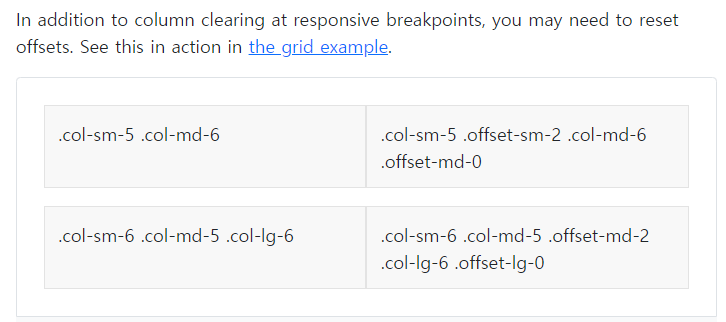 In addition to column clearing at responsive breakpoints, you may need to reset
offsets. See this in action in the grid example.
.col-sm-5 .col-md-6
.col-sm-5 .offset-sm-2 .col-md-6
.offset-md-0
.col-sm-6 .col-md-5 .col-lg-6
.col-sm-6 .col-md-5 .offset-md-2
.col-lg-6 .offset-lg-0